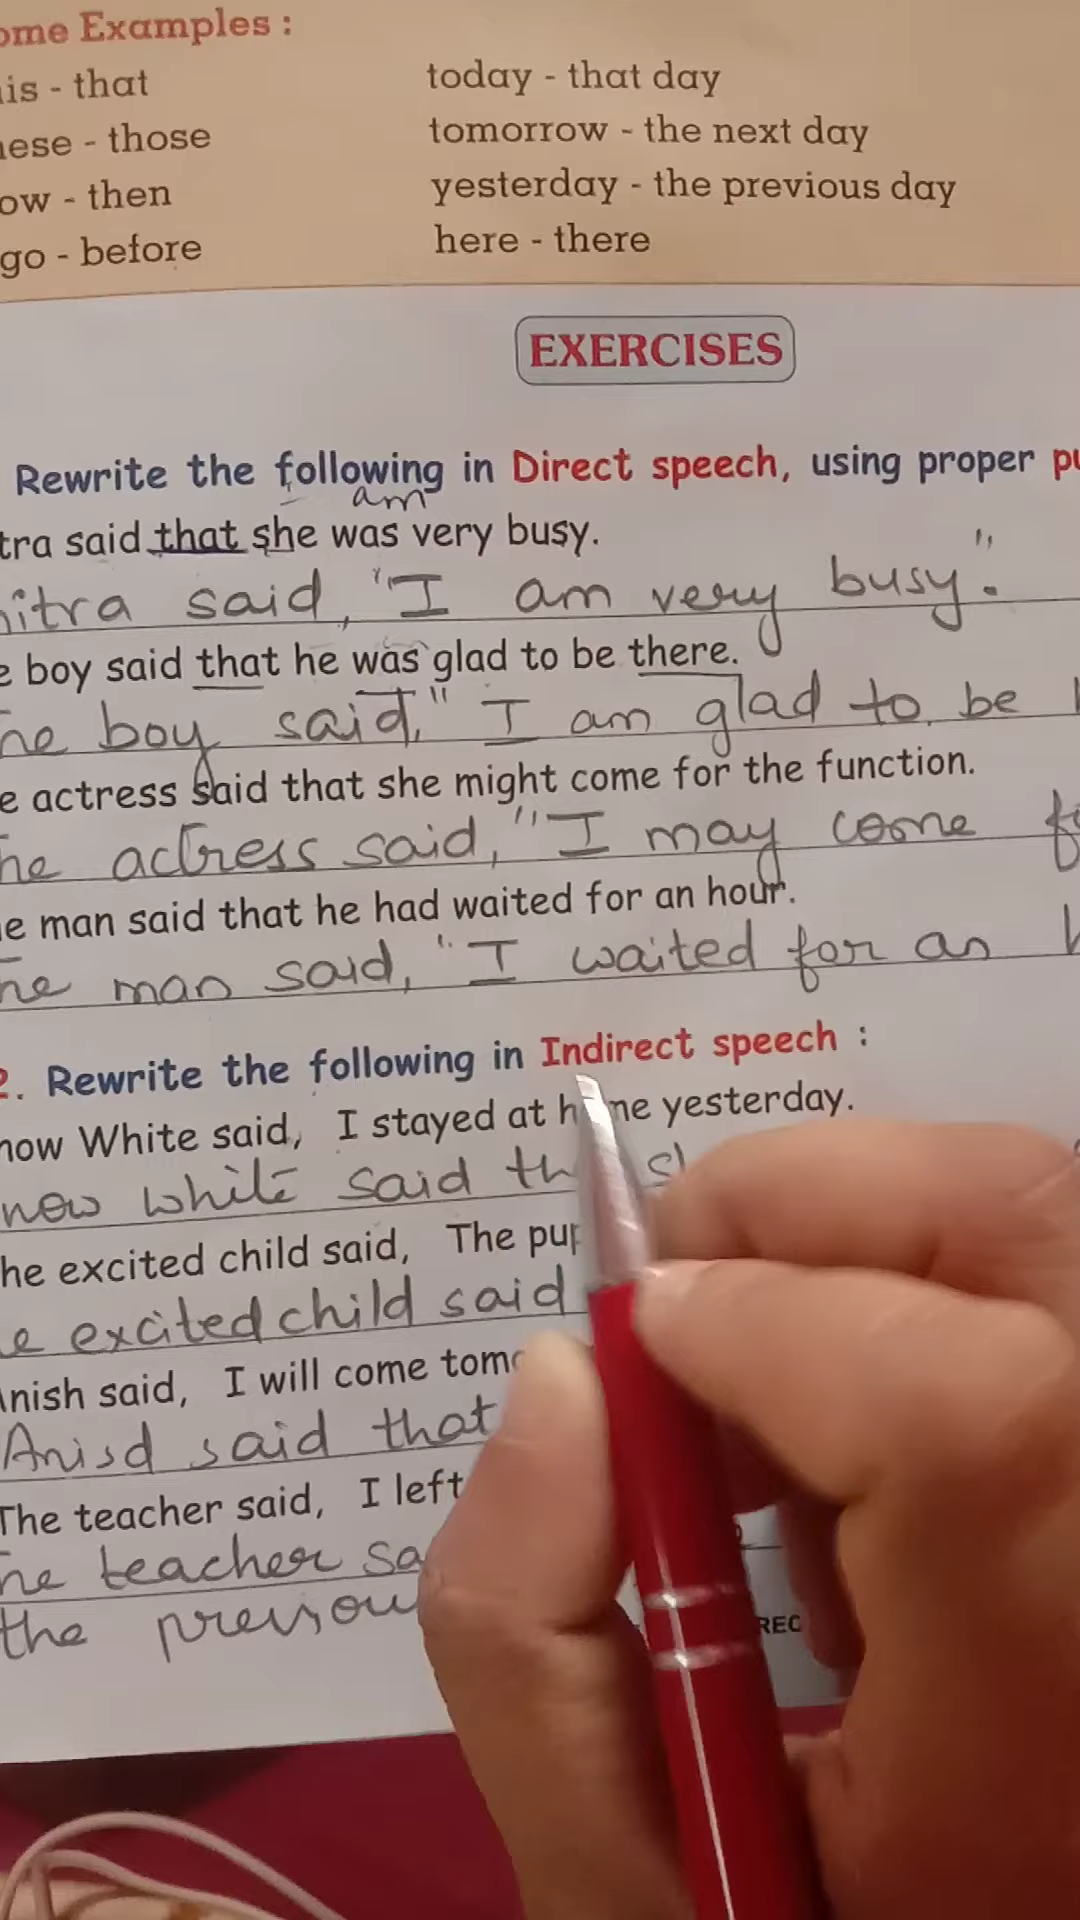 ome Examples :
is - that today - that day
ese - those tomorrow - the next day
ow - then yesterday - the previous day
go - before here - there
EXERCISES
Rewrite the following in Direct speech, using proper pu
am
tra said that she was very busy.
itra said, "I am very busy."
e boy said that he was glad to be there.
he boy said, "I am glad to be h
e actress said that she might come for the function.
he actress said, "I may come f
e man said that he had waited for an hour.
he man said, "I waited for an h
2. Rewrite the following in Indirect speech :
now White said, I stayed at h me yesterday.
now white said th s
he excited child said, The pup
e excited child said
nish said, I will come tomo
Anisd said that
The teacher said, I left
he teacher sa
the previou
REC